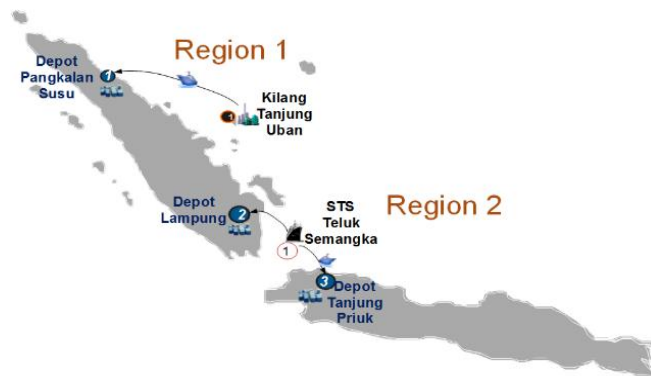 Region 1
Depot
Pangkalan
Susu
1
Kilang
Tanjung
Uban
1
Depot
Lampung
2
STS
Teluk
Semangka
1
Region 2
3
Depot
Tanjung
Priuk